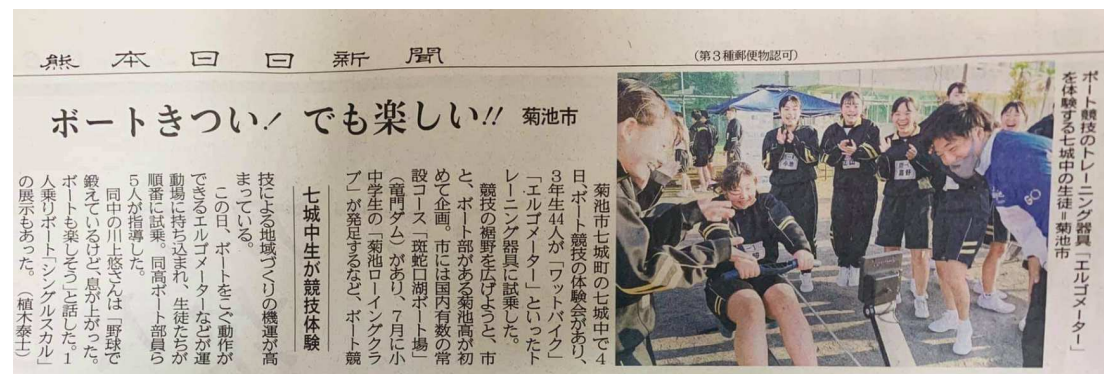 熊本日日新聞
(第3種郵便物認可)
ボートきつい! でも楽しい!! 菊池市
ボート競技のトレーニング器具「エルゴメーター」
を体験する七城中の生徒=菊池市
菊池市七城町の七城中で4
日、ボート競技の体験会があり、
3年生44人が「ワットバイク」
「エルゴメーター」といったト
レーニング器具に試乗した。
競技の裾野を広げようと、市
と、ボート部がある菊池高が初
めて企画。市には国内有数の常
設コース「斑蛇口湖ボート場」
(竜門ダム)があり、7月に小
中学生の「菊池ローイングクラ
ブ」が発足するなど、ボート競
七城中生が競技体験
技による地域づくりの機運が高
まっている。
この日、ボートをこぐ動作が
できるエルゴメーターなどが運
動場に持ち込まれ、生徒たちが
順番に試乗。同高ボート部員ら
5人が指導した。
同中の川上悠さんは「野球で
鍛えているけど、息が上がった。
ボートも楽しそう」と話した。1
人乗りボート「シングルスカル」
の展示もあった。(植木泰士)